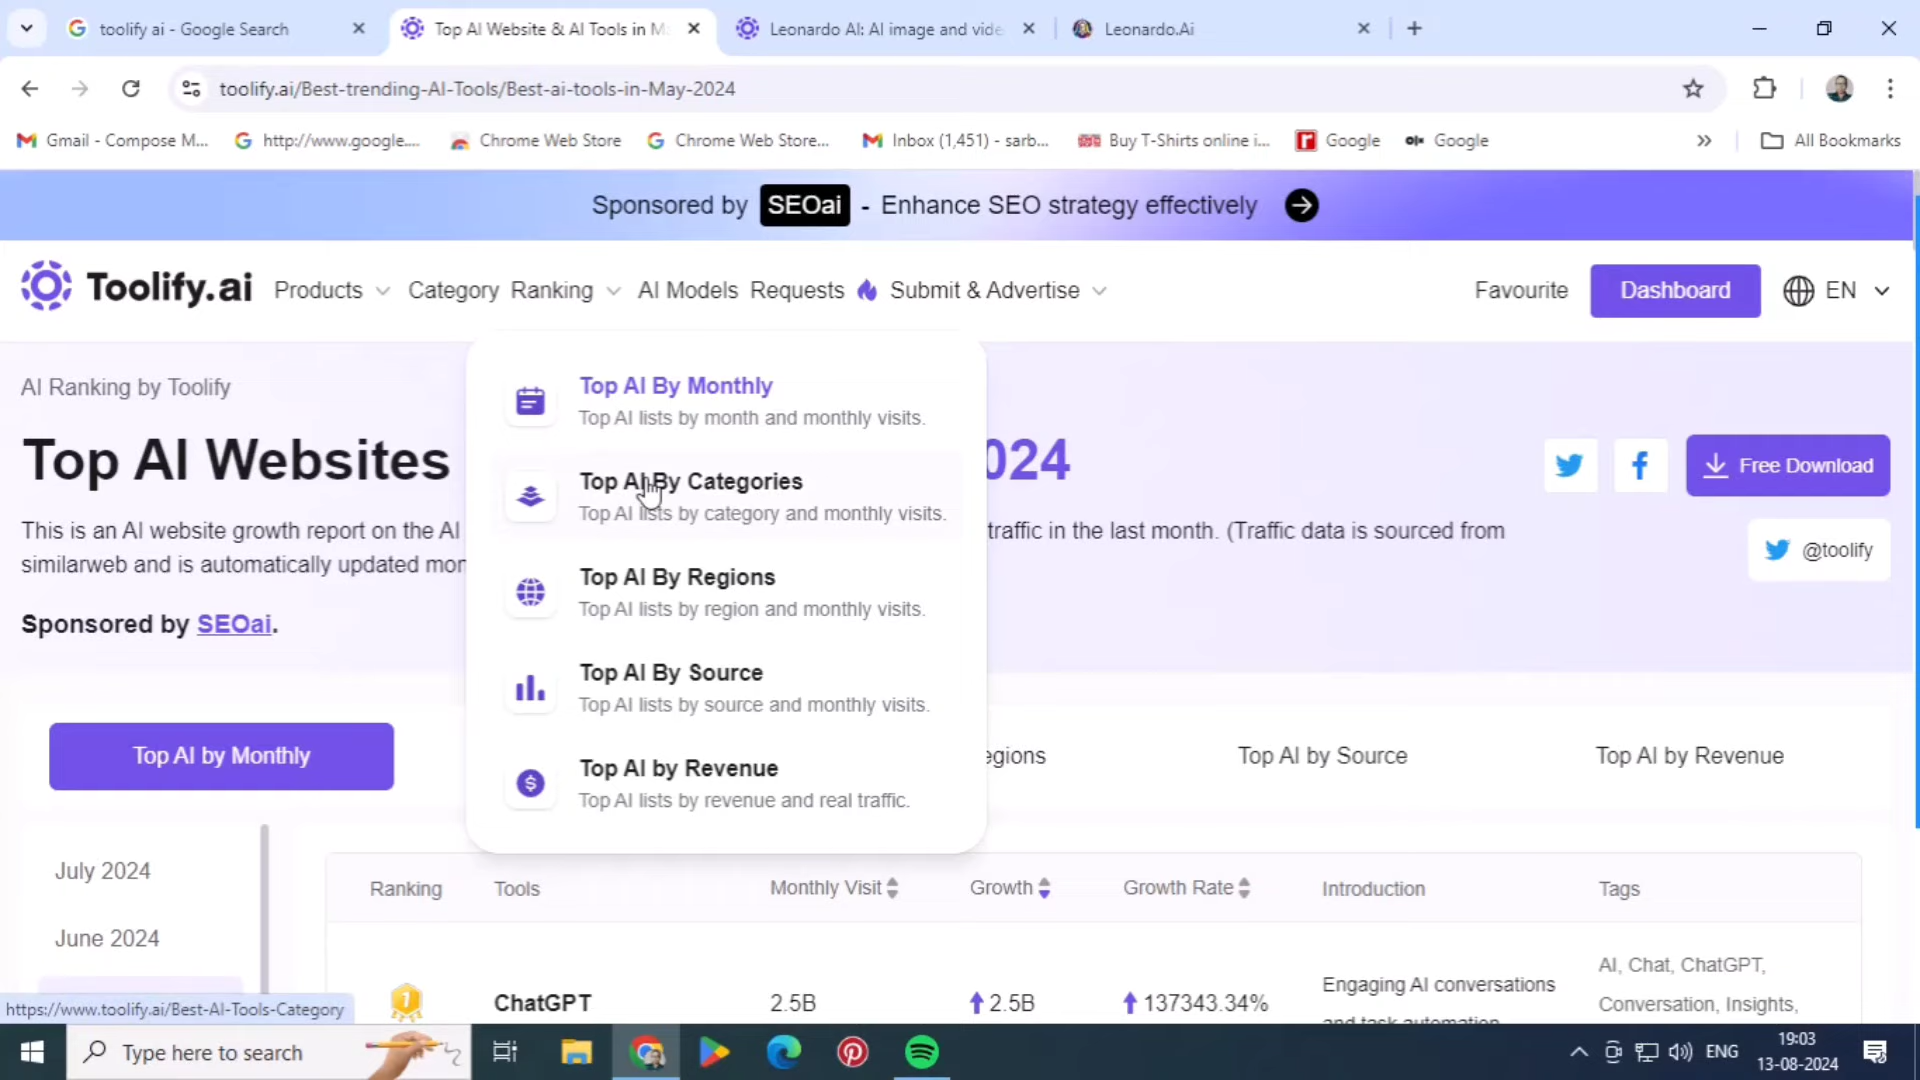 toolify ai - Google Search
Top AI Website & AI Tools in M
Leonardo AI: AI image and vide
Leonardo.Ai
toolify.ai/Best-trending-AI-Tools/Best-ai-tools-in-May-2024
Gmail - Compose M...
http://www.google....
Chrome Web Store
Chrome Web Store...
Inbox (1,451) - sarb...
Buy T-Shirts online i...
Google
Google
All Bookmarks
Sponsored by SEOai - Enhance SEO strategy effectively
Toolify.ai
Products
Category
Ranking
AI Models
Requests
Submit & Advertise
Favourite
Dashboard
EN
AI Ranking by Toolify
Top AI Websites
024
Free Download
This is an AI website growth report on the AI
traffic in the last month. (Traffic data is sourced from
similarweb and is automatically updated mon
@toolify
Sponsored by SEOai.
Top AI By Monthly
Top AI lists by month and monthly visits.
Top AI By Categories
Top AI lists by category and monthly visits.
Top AI By Regions
Top AI lists by region and monthly visits.
Top AI By Source
Top AI lists by source and monthly visits.
Top AI by Revenue
Top AI lists by revenue and real traffic.
Top AI by Monthly
egions
Top AI by Source
Top AI by Revenue
July 2024
June 2024
Ranking
Tools
Monthly Visit
Growth
Growth Rate
Introduction
Tags
1
ChatGPT
2.5B
2.5B
137343.34%
Engaging AI conversations
and task automation
AI, Chat, ChatGPT,
Conversation, Insights,
https://www.toolify.ai/Best-AI-Tools-Category
Type here to search
ENG
19:03
13-08-2024